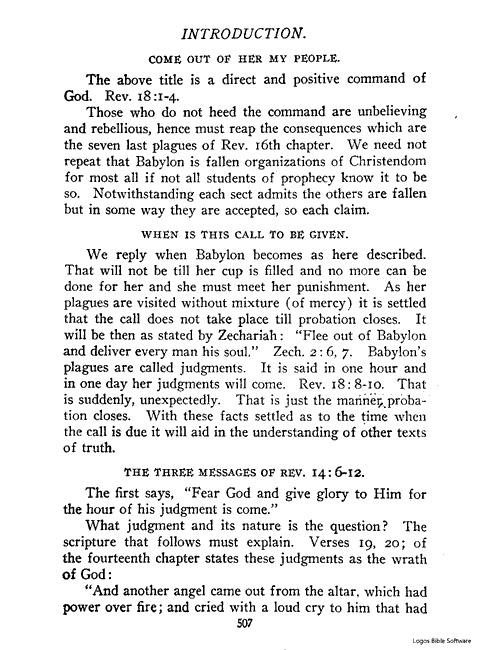 INTRODUCTION.
COME OUT OF HER MY PEOPLE.
The above title is a direct and positive command of
God. Rev. 18:1-4.
Those who do not heed the command are unbelieving
and rebellious, hence must reap the consequences which are
the seven last plagues of Rev. 16th chapter. We need not
repeat that Babylon is fallen organizations of Christendom
for most all if not all students of prophecy know it to be
so. Notwithstanding each sect admits the others are fallen
but in some way they are accepted, so each claim.
WHEN IS THIS CALL TO BE GIVEN.
We reply when Babylon becomes as here described.
That will not be till her cup is filled and no more can be
done for her and she must meet her punishment. As her
plagues are visited without mixture (of mercy) it is settled
that the call does not take place till probation closes. It
will be then as stated by Zechariah: "Flee out of Babylon
and deliver every man his soul." Zech. 2:6, 7. Babylon's
plagues are called judgments. It is said in one hour and
in one day her judgments will come. Rev. 18:8-10. That
is suddenly, unexpectedly. That is just the manner proba-
tion closes. With these facts settled as to the time when
the call is due it will aid in the understanding of other texts
of truth.
THE THREE MESSAGES OF REV. 14:6-12.
The first says, "Fear God and give glory to Him for
the hour of his judgment is come."
What judgment and its nature is the question? The
scripture that follows must explain. Verses 19, 20; of
the fourteenth chapter states these judgments as the wrath
of God:
"And another angel came out from the altar, which had
power over fire; and cried with a loud cry to him that had
507
Logos Bible Software